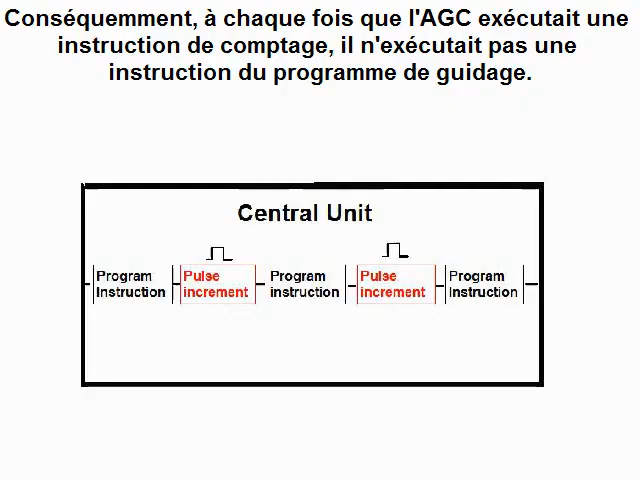 Conséquemment, à chaque fois que l'AGC exécutait une
instruction de comptage, il n'exécutait pas une
instruction du programme de guidage.
Central Unit
Program Pulse Program Pulse Program
Instruction increment instruction increment Instruction